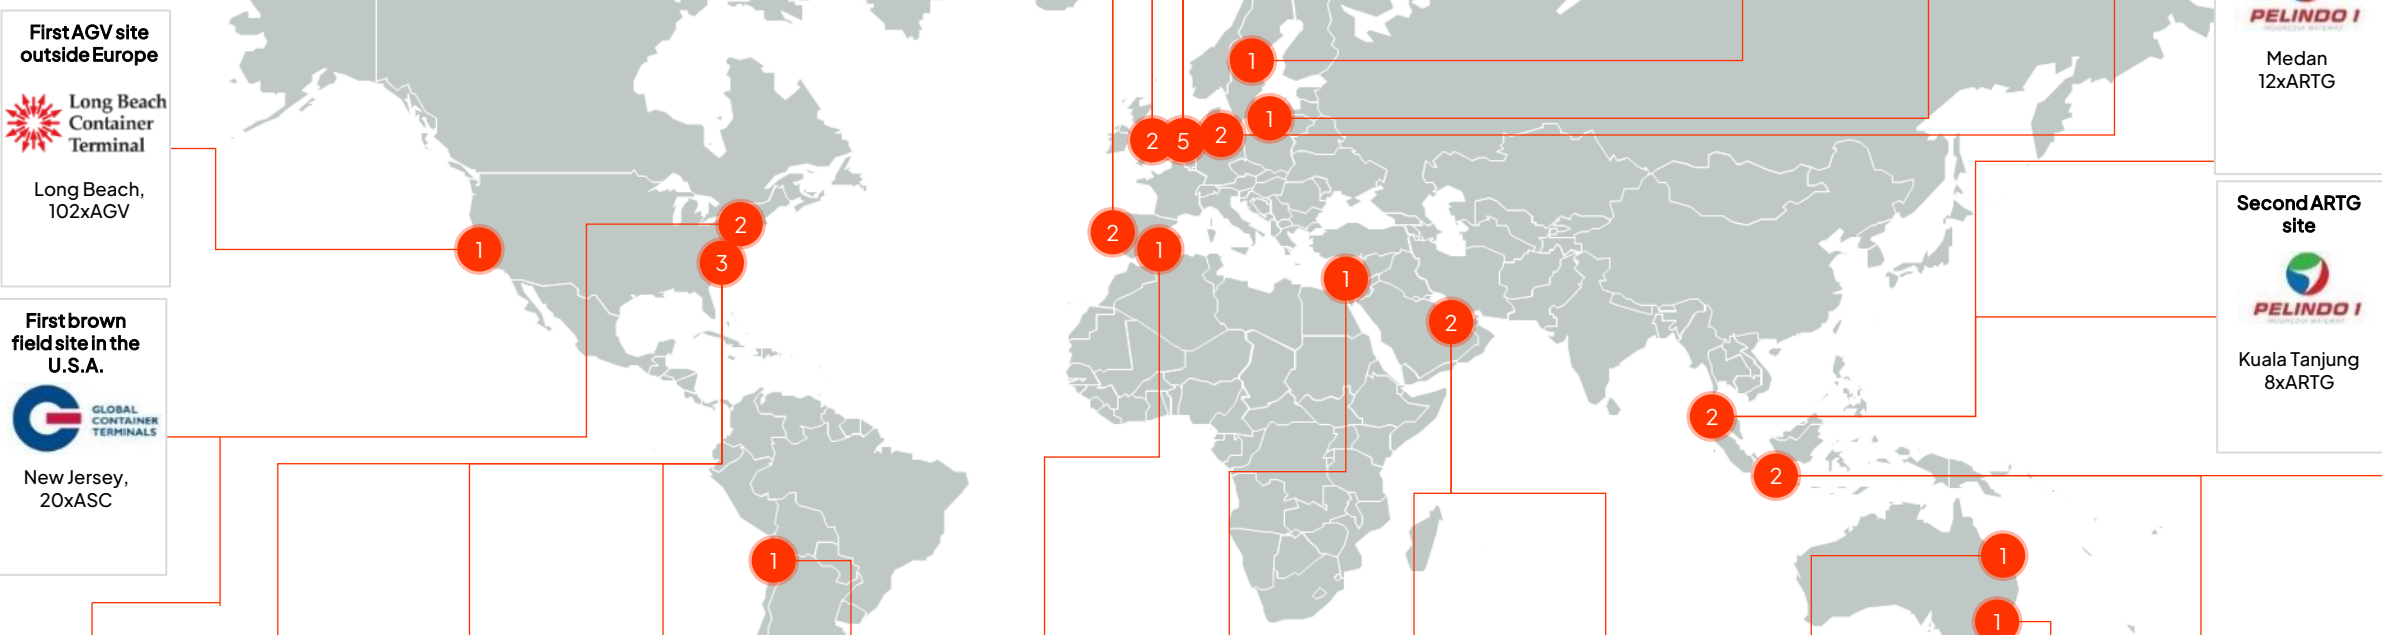 First AGV site
outside Europe
Long Beach
Container
Terminal
Long Beach,
102xAGV
First brown
field site in the
U.S.A.
GLOBAL
CONTAINER
TERMINALS
New Jersey,
20xASC
1
2
3
1
1
1
2
5
2
2
1
1
2
2
2
1
1
PELINDO 1
Medan
12xARTG
Second ARTG
site
PELINDO 1
Kuala Tanjung
8xARTG